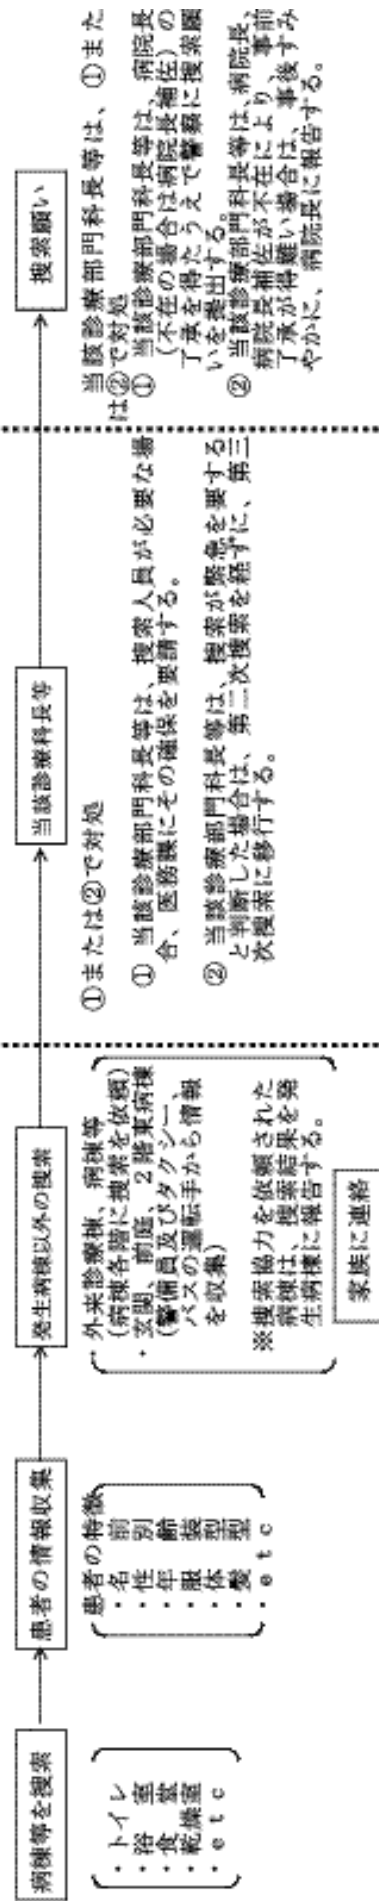 病棟等を捜索
・トイレ
・浴　　室
・食　　堂
・乾燥室
・ｅｔｃ
患者の情報収集
患者の特徴
・名　　前
・性　　別
・年　　齢
・服　　装
・体　　型
・髪　　型
・ｅｔｃ
発生病棟以外の捜索
・外来診療棟、病棟等
(病棟各階に捜索を依頼)
・玄関、前庭、２階東病棟
(警備員及びタクシー、
バスの運転手から情報
を収集)
※捜索協力を依頼された
病棟は、捜索結果を発
生病棟に報告する。
家族に連絡
当該診療科長等
①または②で対処
① 当該診療部門科長等は、捜索人員が必要な場
合、医務課にその確保を要請する。
② 当該診療部門科長等は、捜索が緊急を要する
と判断した場合は、第二次捜索を経ずに、第三
次捜索に移行する。
捜索願い
当該診療部門科長等は、①また
は②で対処
① 当該診療部門科長等は、病院長
（不在の場合は病院長補佐）の
了承を得たうえで警察に捜索願
いを提出する。
② 当該診療部門科長等は、病院長、
病院長補佐が不在により、事前
了承が得難い場合は、事後すみ
やかに、病院長に報告する。